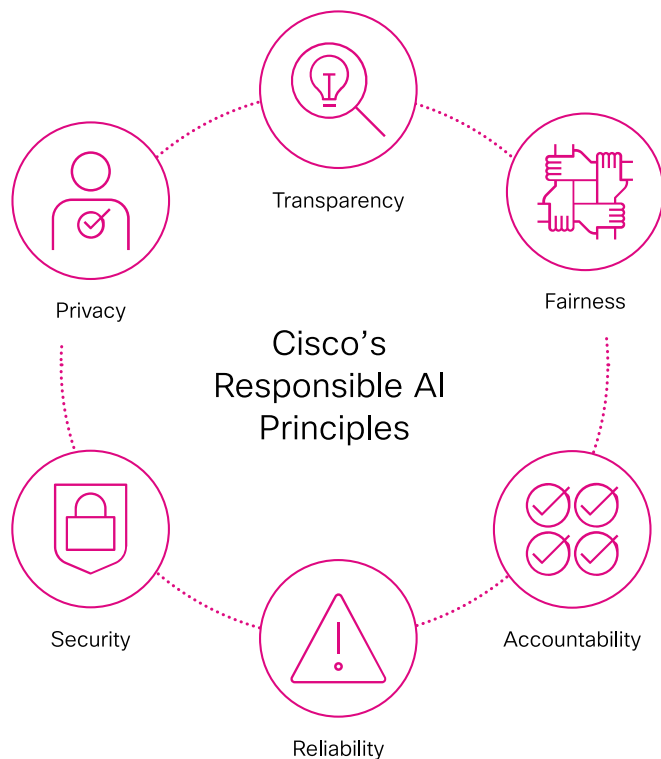 Transparency
Privacy
Fairness
Cisco's
Responsible AI
Principles
Security
Accountability
Reliability